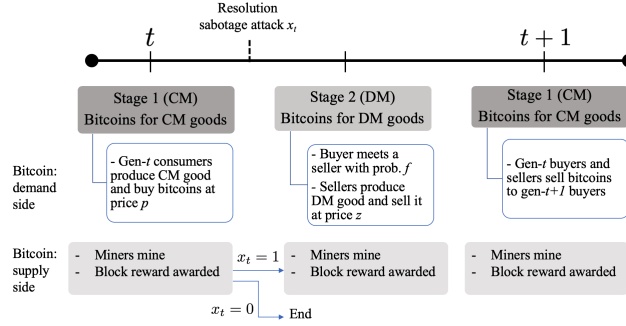 Resolution
sabotage attack x_t
t
t + 1
Stage 1 (CM)
Bitcoins for CM goods
Stage 2 (DM)
Bitcoins for DM goods
Stage 1 (CM)
Bitcoins for CM goods
Bitcoin:
demand
side
- Gen-t consumers
produce CM good
and buy bitcoins at
price p
- Buyer meets a
seller with prob. f
- Sellers produce
DM good and sell it
at price z
- Gen-t buyers and
sellers sell bitcoins
to gen-t+1 buyers
Bitcoin:
supply
side
- Miners mine
- Block reward awarded
x_t = 1
- Miners mine
- Block reward awarded
- Miners mine
- Block reward awarded
x_t = 0
End